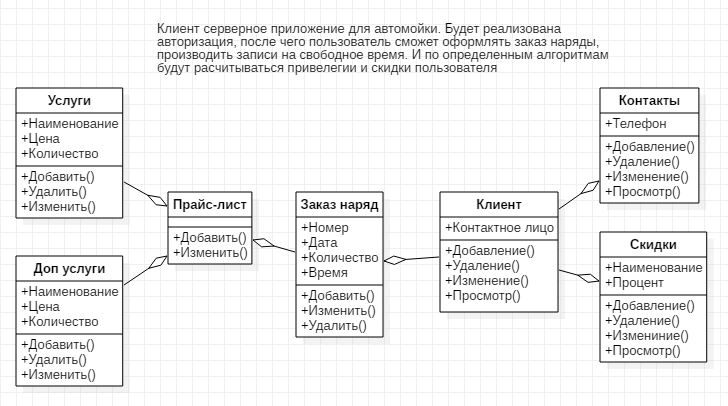 Клиент серверное приложение для автомойки. Будет реализована
авторизация, после чего пользователь сможет оформлять заказ наряды,
производить записи на свободное время. И по определенным алгоритмам
будут расчитываться привелегии и скидки пользователя
Услуги
+Наименование
+Цена
+Количество
+Добавить()
+Удалить()
+Изменить()
Доп услуги
+Наименование
+Цена
+Количество
+Добавить()
+Удалить()
+Изменить()
Прайс-лист
+Добавить()
+Изменить()
Заказ наряд
+Номер
+Дата
+Количество
+Время
+Добавить()
+Изменить()
+Удалить()
Клиент
+Контактное лицо
+Добавление()
+Удаление()
+Изменение()
+Просмотр()
Контакты
+Телефон
+Добавление()
+Удаление()
+Изменение()
+Просмотр()
Скидки
+Наименование
+Процент
+Добавление()
+Удаление()
+Измениние()
+Просмотр()